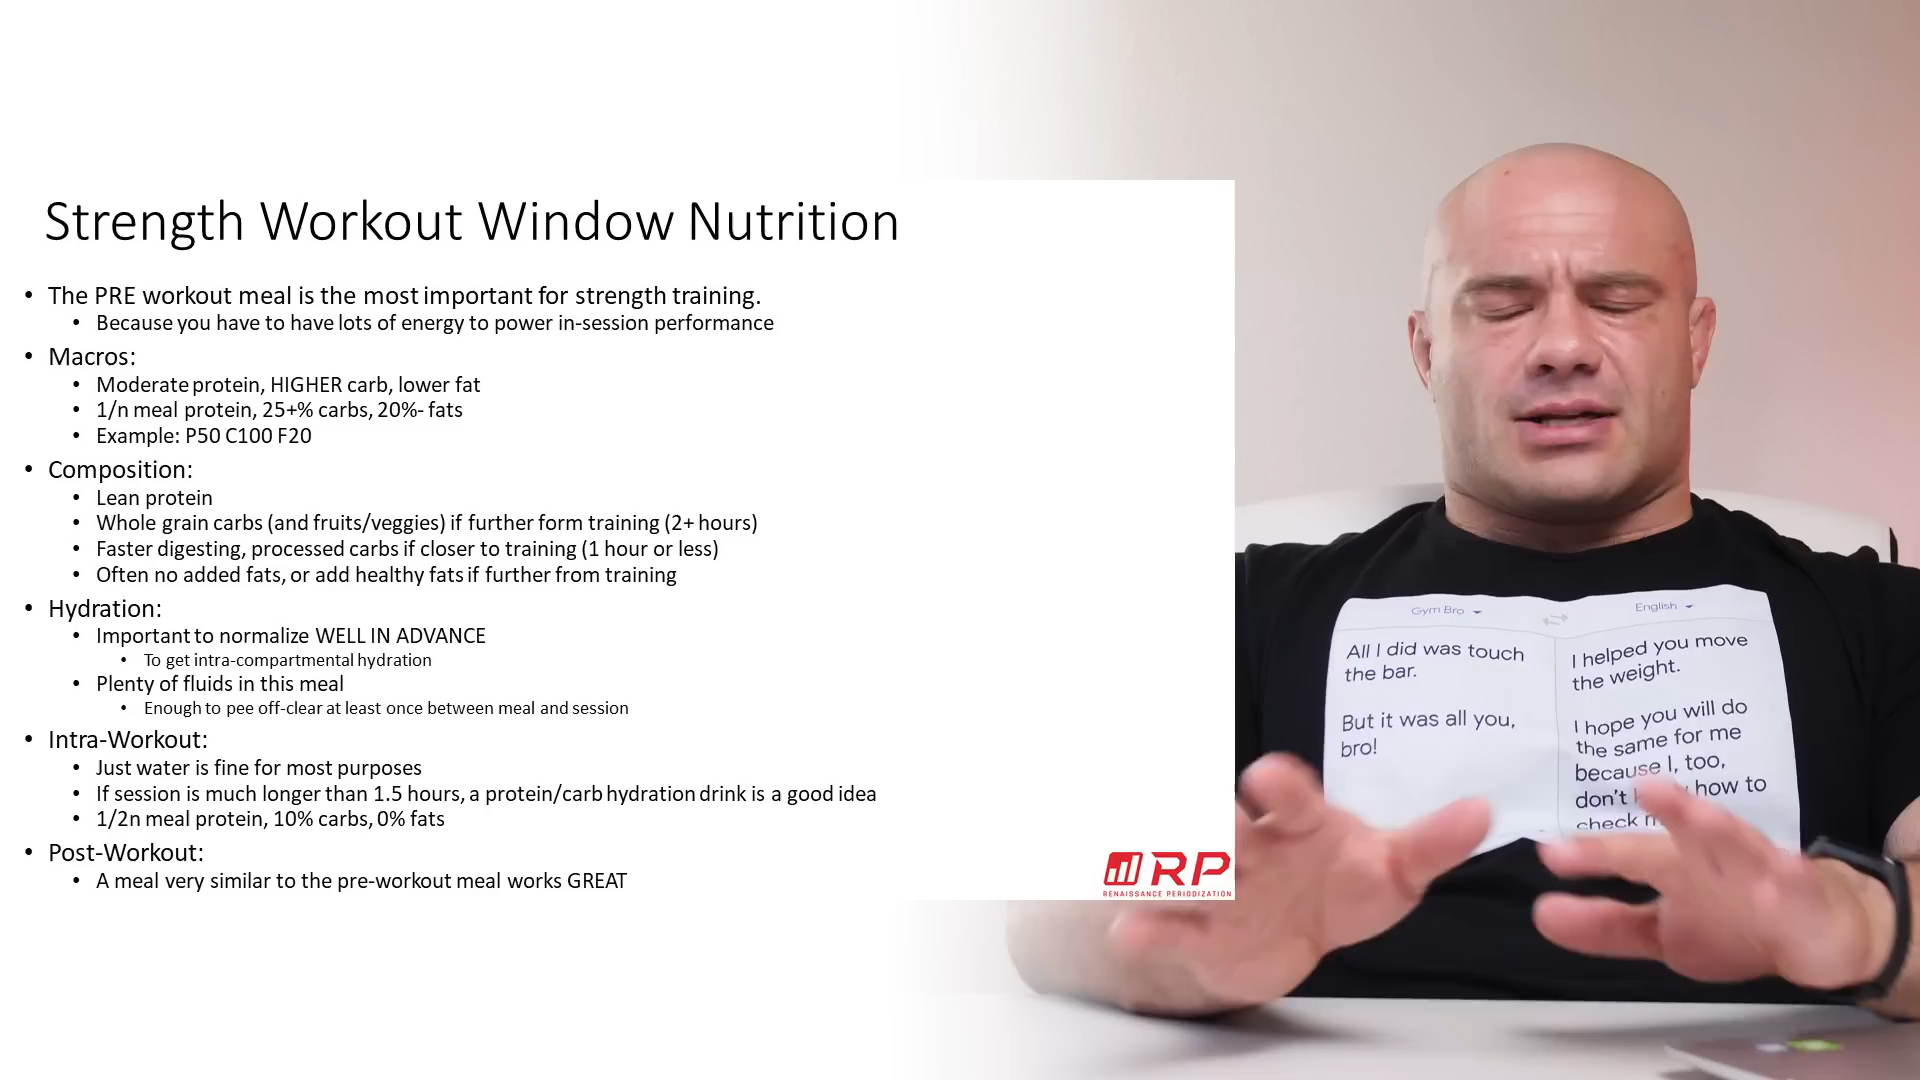 Strength Workout Window Nutrition
• The PRE workout meal is the most important for strength training.
• Because you have to have lots of energy to power in-session performance
• Macros:
• Moderate protein, HIGHER carb, lower fat
• 1/n meal protein, 25+% carbs, 20%- fats
• Example: P50 C100 F20
• Composition:
• Lean protein
• Whole grain carbs (and fruits/veggies) if further form training (2+ hours)
• Faster digesting, processed carbs if closer to training (1 hour or less)
• Often no added fats, or add healthy fats if further from training
• Hydration:
• Important to normalize WELL IN ADVANCE
• To get intra-compartmental hydration
• Plenty of fluids in this meal
• Enough to pee off-clear at least once between meal and session
• Intra-Workout:
• Just water is fine for most purposes
• If session is much longer than 1.5 hours, a protein/carb hydration drink is a good idea
• 1/2n meal protein, 10% carbs, 0% fats
• Post-Workout:
• A meal very similar to the pre-workout meal works GREAT
RP
RENAISSANCE PERIODIZATION
Gym Bro
All I did was touch
the bar.
But it was all you,
bro!
English
I helped you move
the weight.
I hope you will do
the same for me
because I, too,
don't how to
check